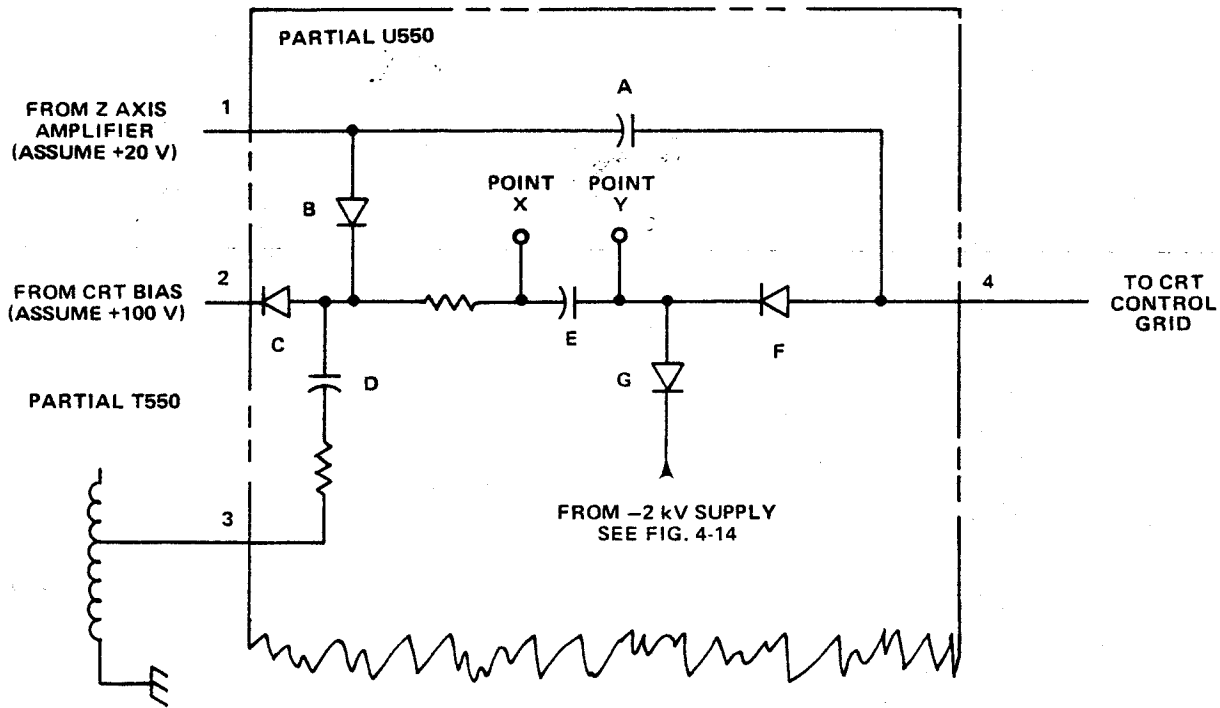 PARTIAL U550
A
1
FROM Z AXIS
AMPLIFIER
(ASSUME +20 V)
POINT
X
POINT
Y
B
2
FROM CRT BIAS
(ASSUME +100 V)
4
TO CRT
CONTROL
GRID
C
E
F
D
G
PARTIAL T550
3
FROM −2 kV SUPPLY
SEE FIG. 4-14